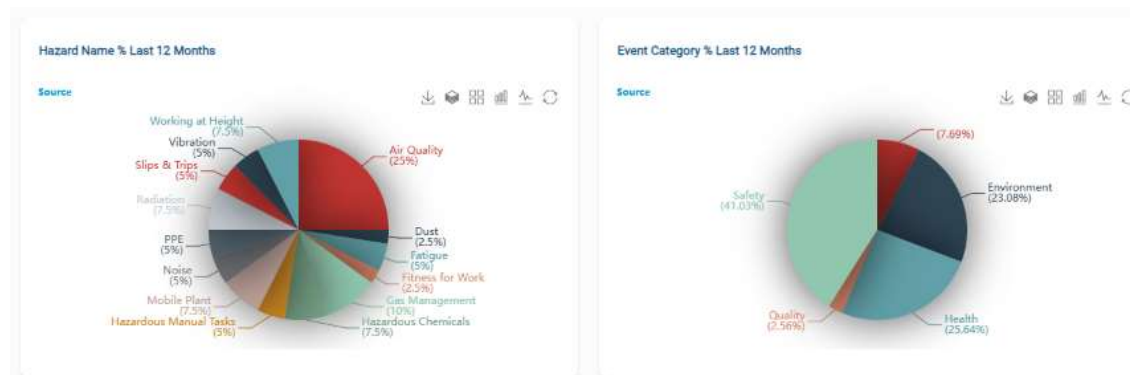 Hazard Name % Last 12 Months
Source
Working at Height
(7.5%)
Vibration
(5%)
Slips & Trips
(5%)
Radiation
(7.5%)
PPE
(5%)
Noise
(5%)
Mobile Plant
(7.5%)
Hazardous Manual Tasks
(5%)
Air Quality
(25%)
Dust
(2.5%)
Fatigue
(5%)
Fitness for Work
(2.5%)
Gas Management
(10%)
Hazardous Chemicals
(7.5%)
Event Category % Last 12 Months
Source
(7.69%)
Environment
(23.08%)
Safety
(41.03%)
Quality
(2.56%)
Health
(25.64%)